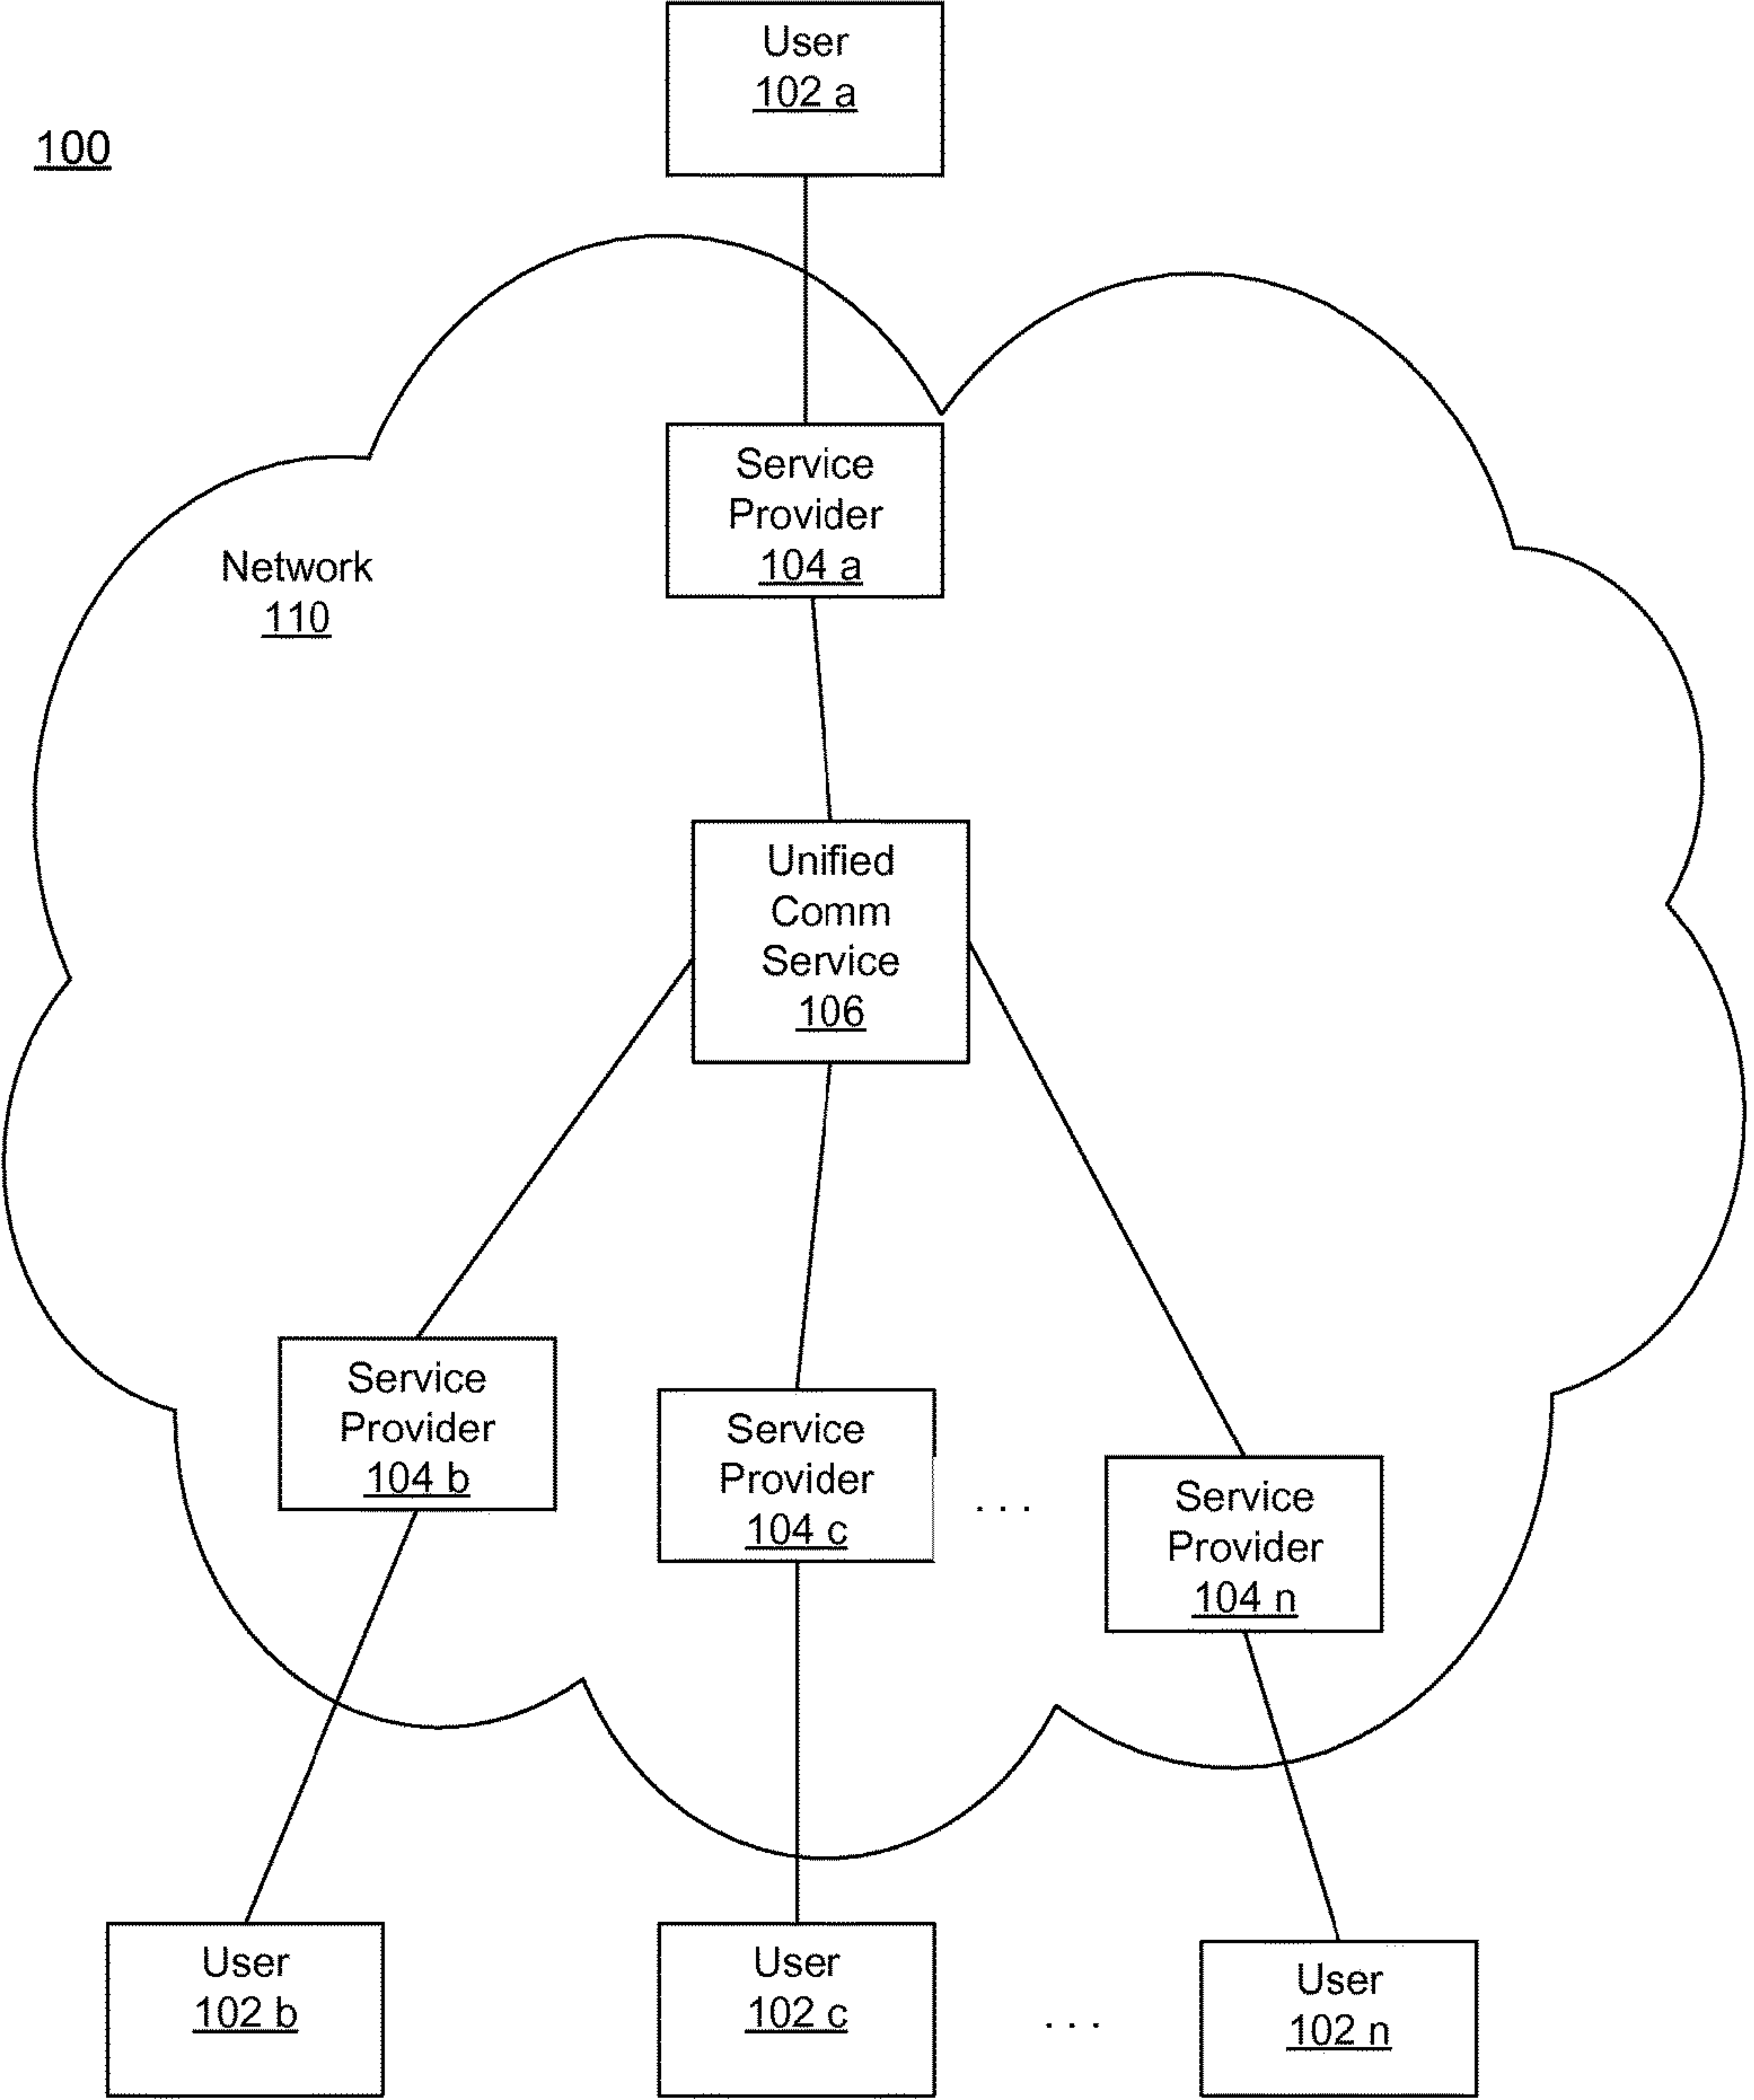 User
102 a
100
Service
Provider
104 a
Network
110
Unified
Comm
Service
106
Service
Provider
104 b
Service
Provider
104 c
. . .
Service
Provider
104 n
User
102 b
User
102 c
. . .
User
102 n